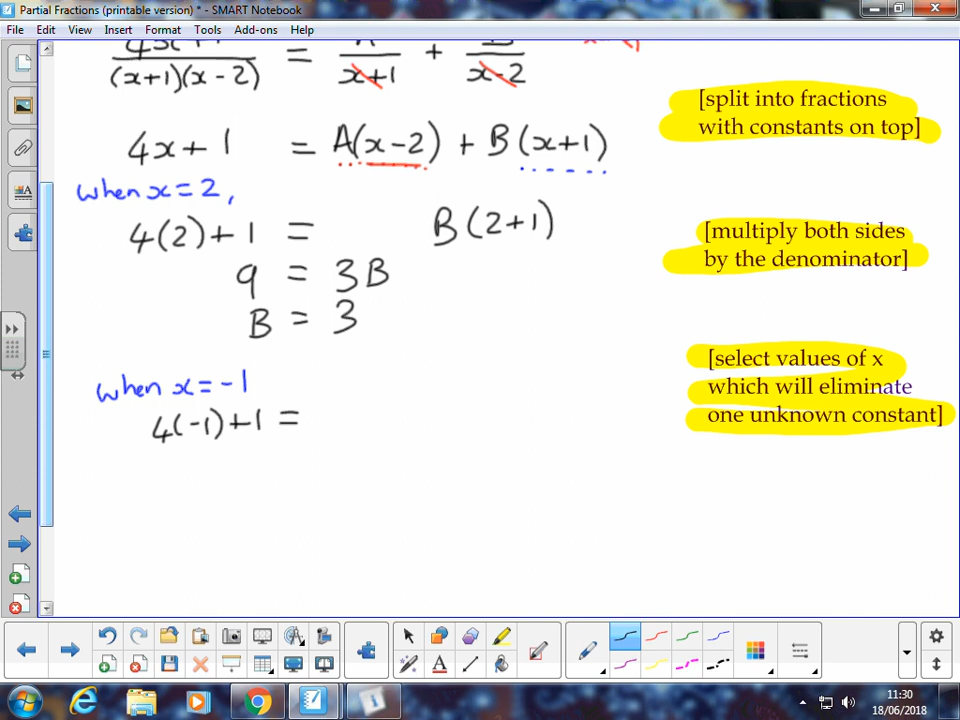 Partial Fractions (printable version) * - SMART Notebook
File Edit View Insert Format Tools Add-ons Help
4x+1 = A + B
(x+1)(x-2) x+1 x-2
[split into fractions
with constants on top]
4x+1 = A(x-2) + B(x+1)
when x=2,
4(2)+1 = B(2+1)
[multiply both sides
by the denominator]
9 = 3B
B = 3
[select values of x
which will eliminate
one unknown constant]
when x=-1
4(-1)+1 =
11:30
18/06/2018